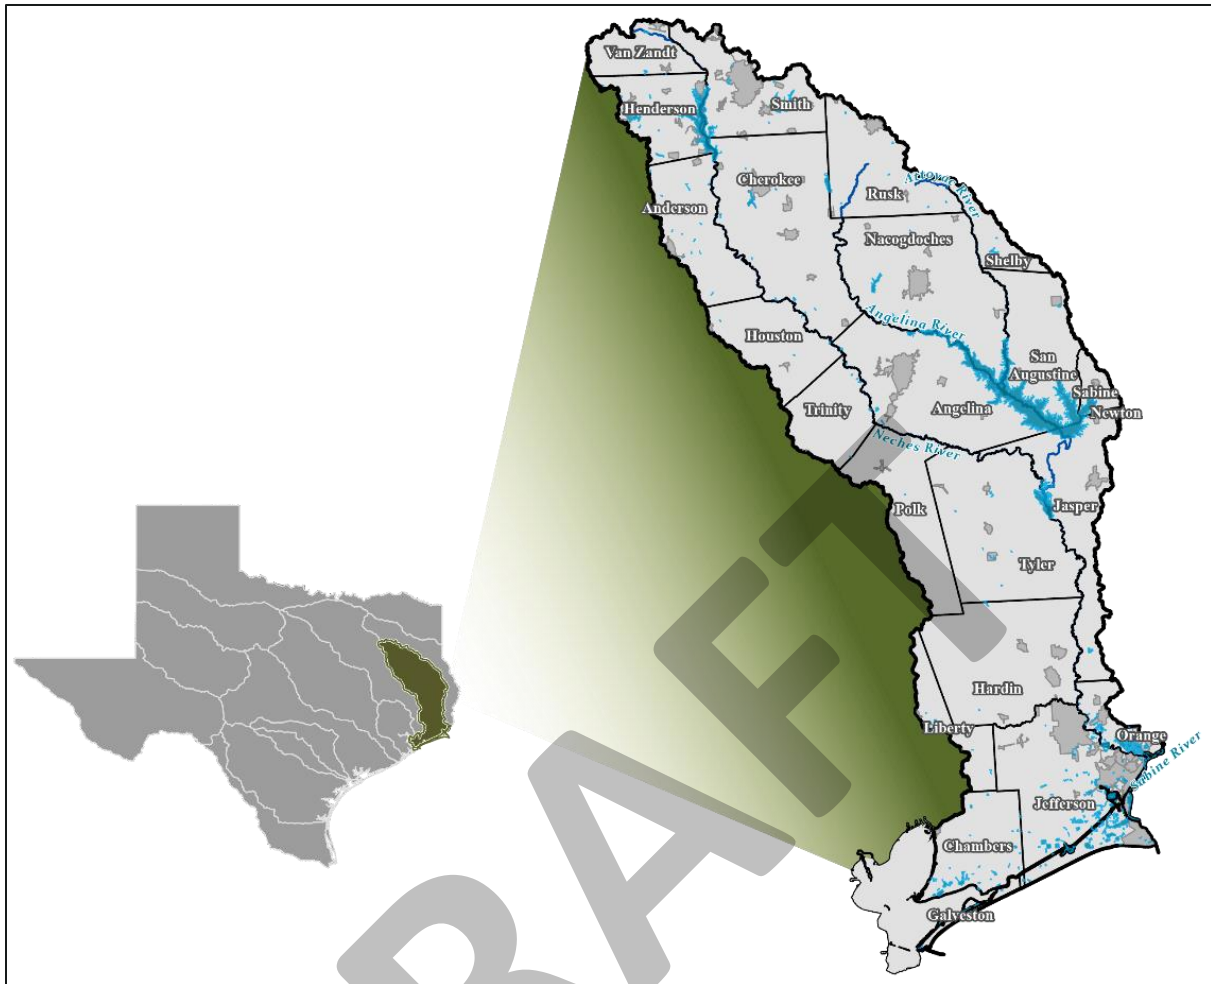 Van Zandt
Henderson
Smith
Cherokee
Rusk
Attoyac River
Anderson
Nacogdoches
Shelby
Angelina River
Houston
San
Augustine
Sabine
Trinity
Angelina
Newton
Neches River
Polk
Jasper
Tyler
Hardin
Liberty
Orange
Sabine River
Jefferson
Chambers
Galveston
DRAFT